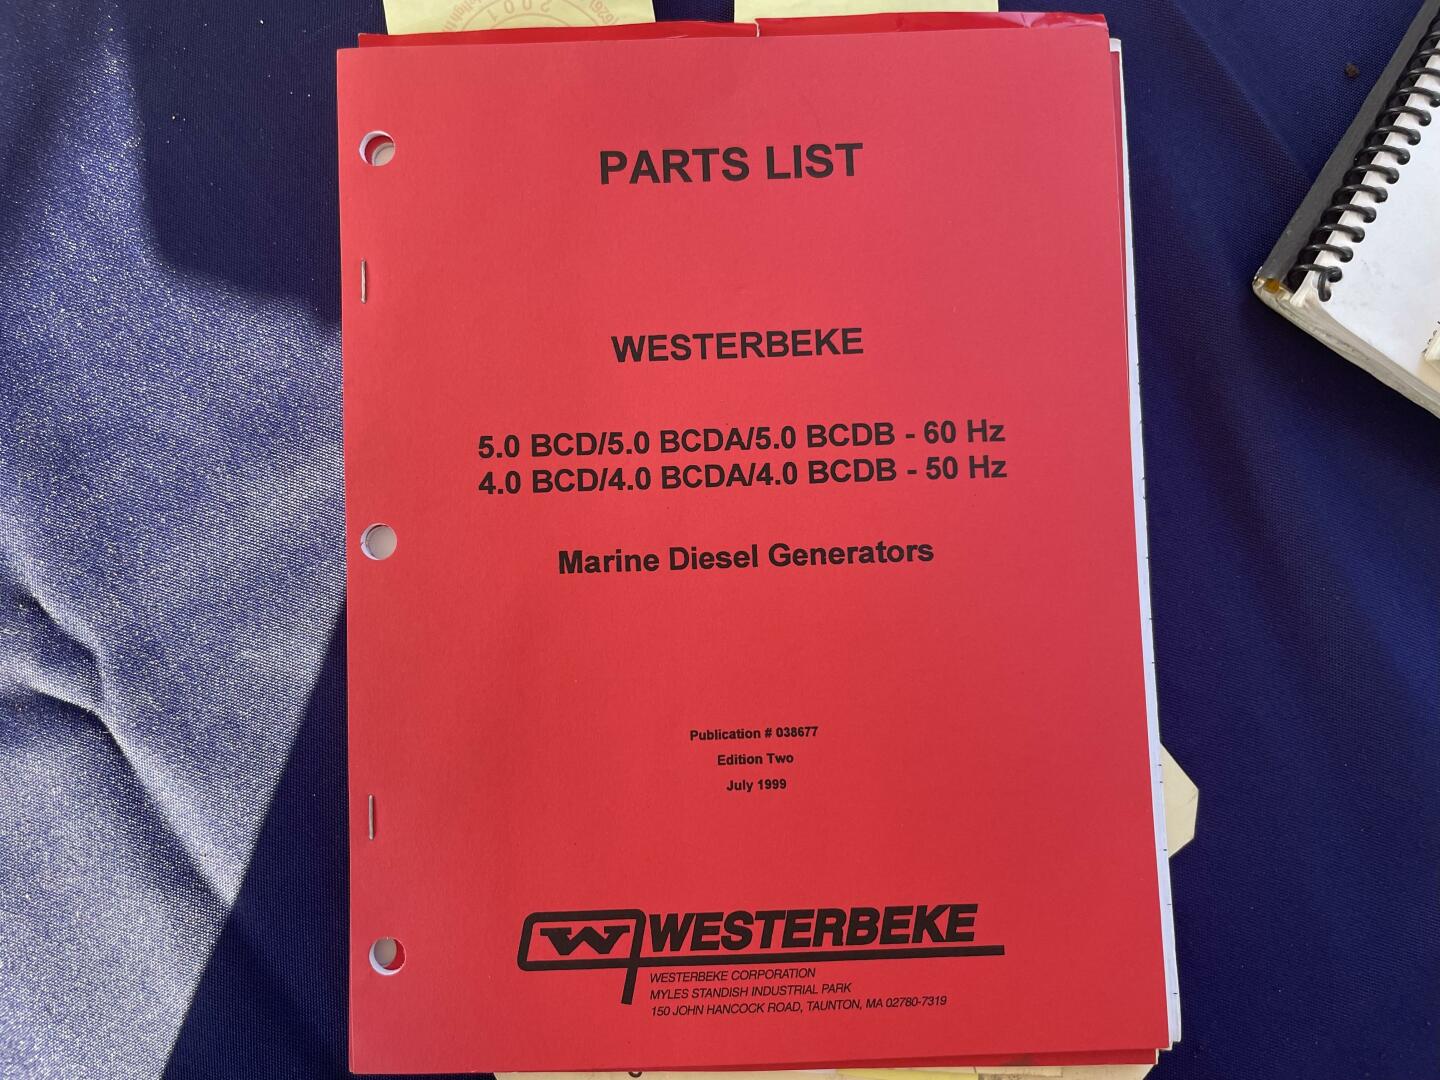 PARTS LIST
WESTERBEKE
5.0 BCD/5.0 BCDA/5.0 BCDB - 60 Hz
4.0 BCD/4.0 BCDA/4.0 BCDB - 50 Hz
Marine Diesel Generators
Publication # 038677
Edition Two
July 1999
W WESTERBEKE
WESTERBEKE CORPORATION
MYLES STANDISH INDUSTRIAL PARK
150 JOHN HANCOCK ROAD, TAUNTON, MA 02780-7319